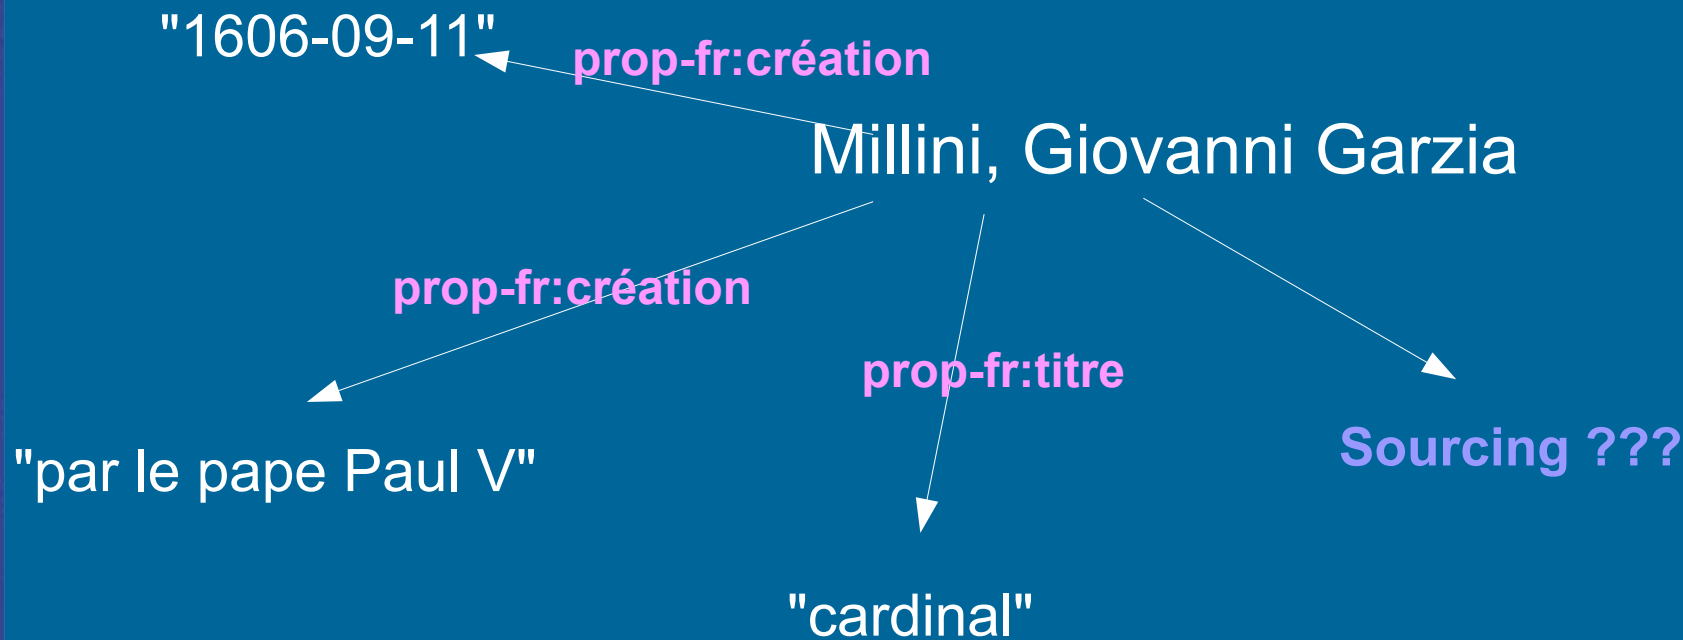 "1606-09-11"
prop-fr:création
Millini, Giovanni Garzia
prop-fr:création
prop-fr:titre
Sourcing ???
"par le pape Paul V"
"cardinal"